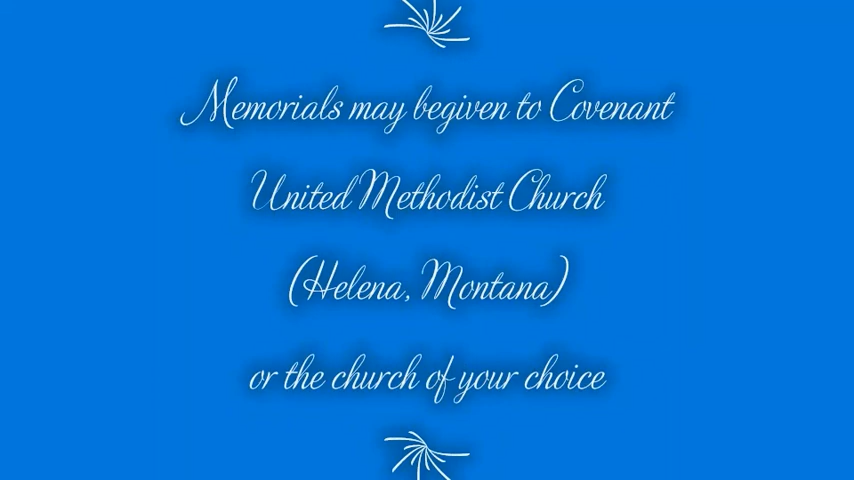 Memorials may begiven to Covenant
United Methodist Church
(Helena, Montana)
or the church of your choice